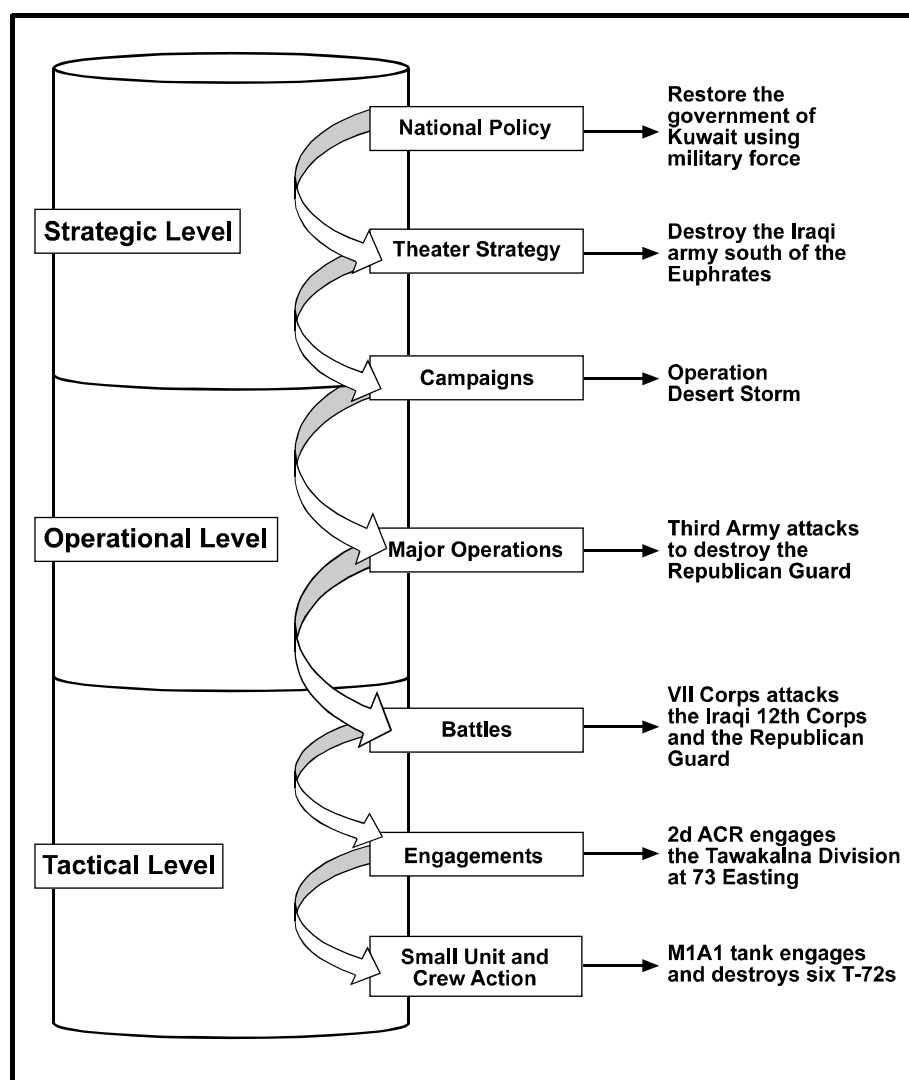 National Policy
Restore the
government of
Kuwait using
military force
Strategic Level
Theater Strategy
Destroy the Iraqi
army south of the
Euphrates
Campaigns
Operation
Desert Storm
Operational Level
Major Operations
Third Army attacks
to destroy the
Republican Guard
Battles
VII Corps attacks
the Iraqi 12th Corps
and the Republican
Guard
Tactical Level
Engagements
2d ACR engages
the Tawakalna Division
at 73 Easting
Small Unit and
Crew Action
M1A1 tank engages
and destroys six T-72s